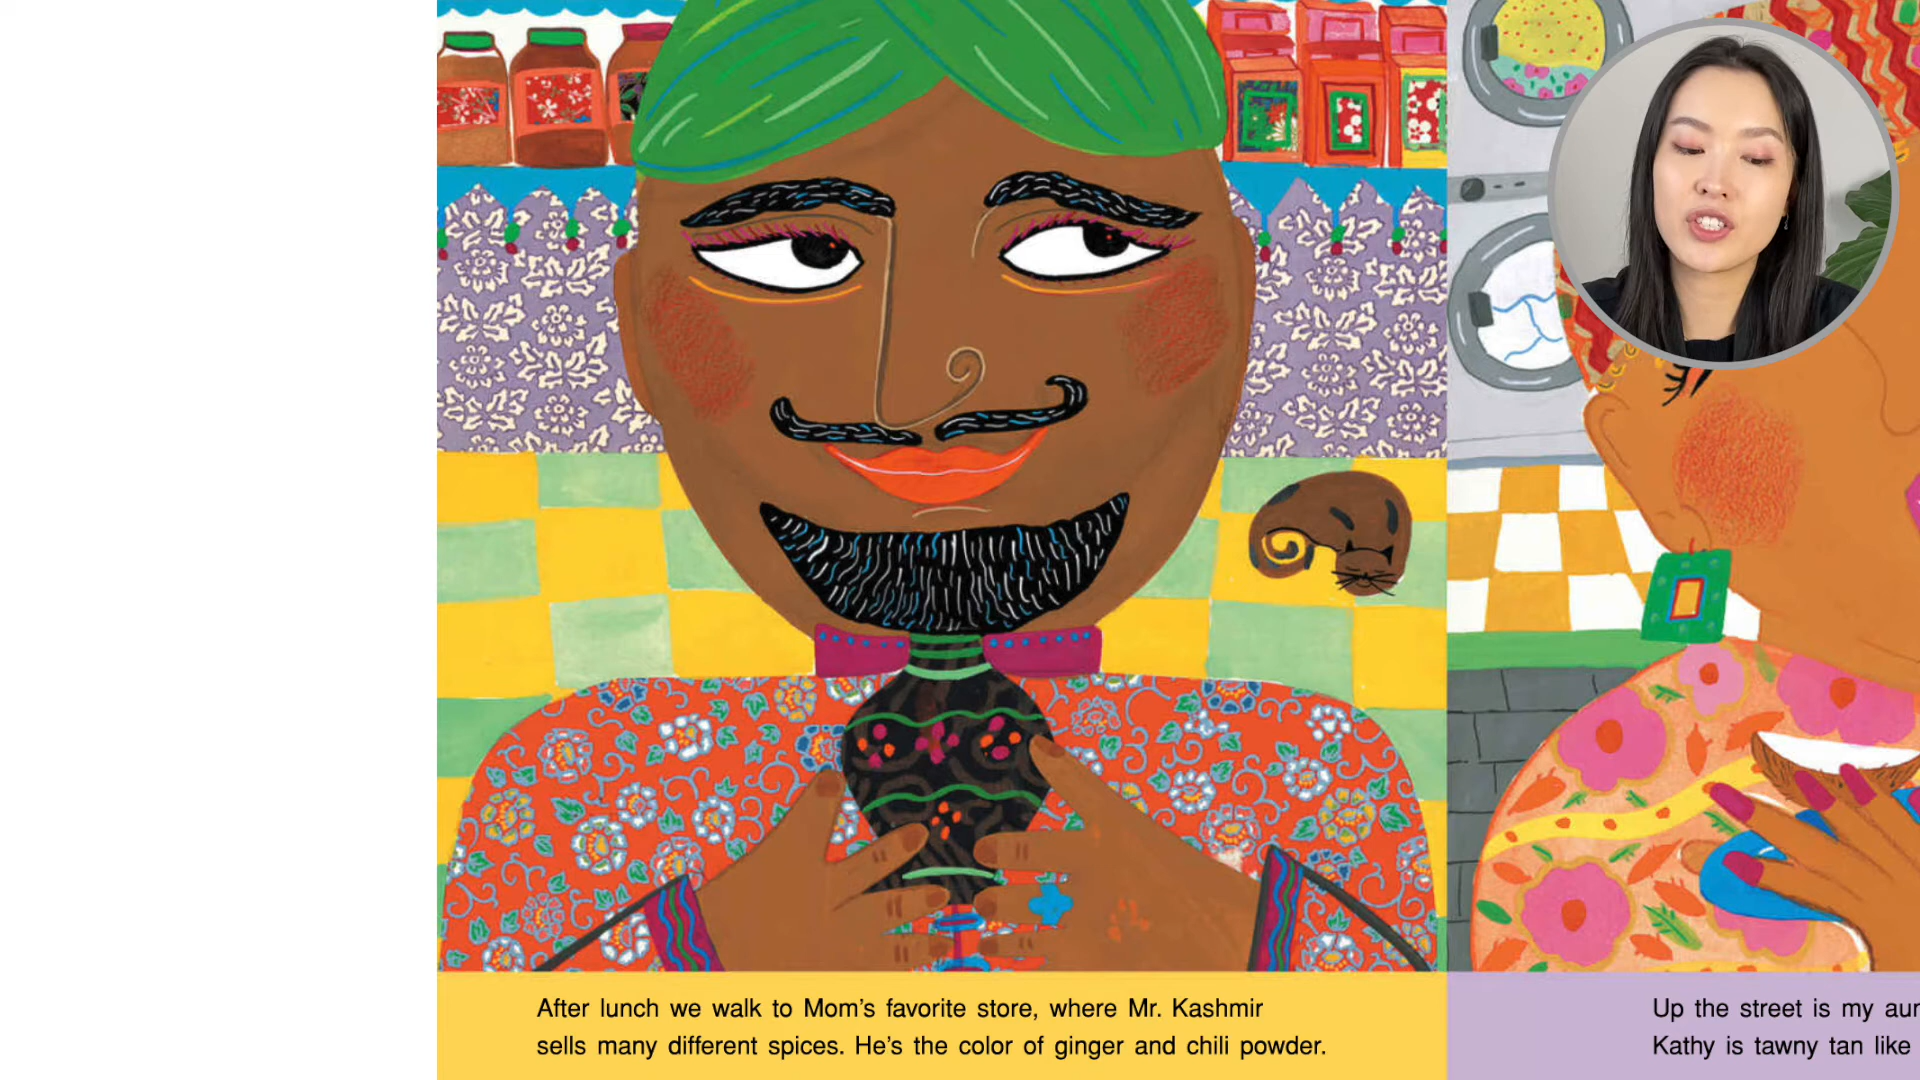 After lunch we walk to Mom's favorite store, where Mr. Kashmir
sells many different spices. He's the color of ginger and chili powder.
Up the street is my
Kathy is tawny tan like